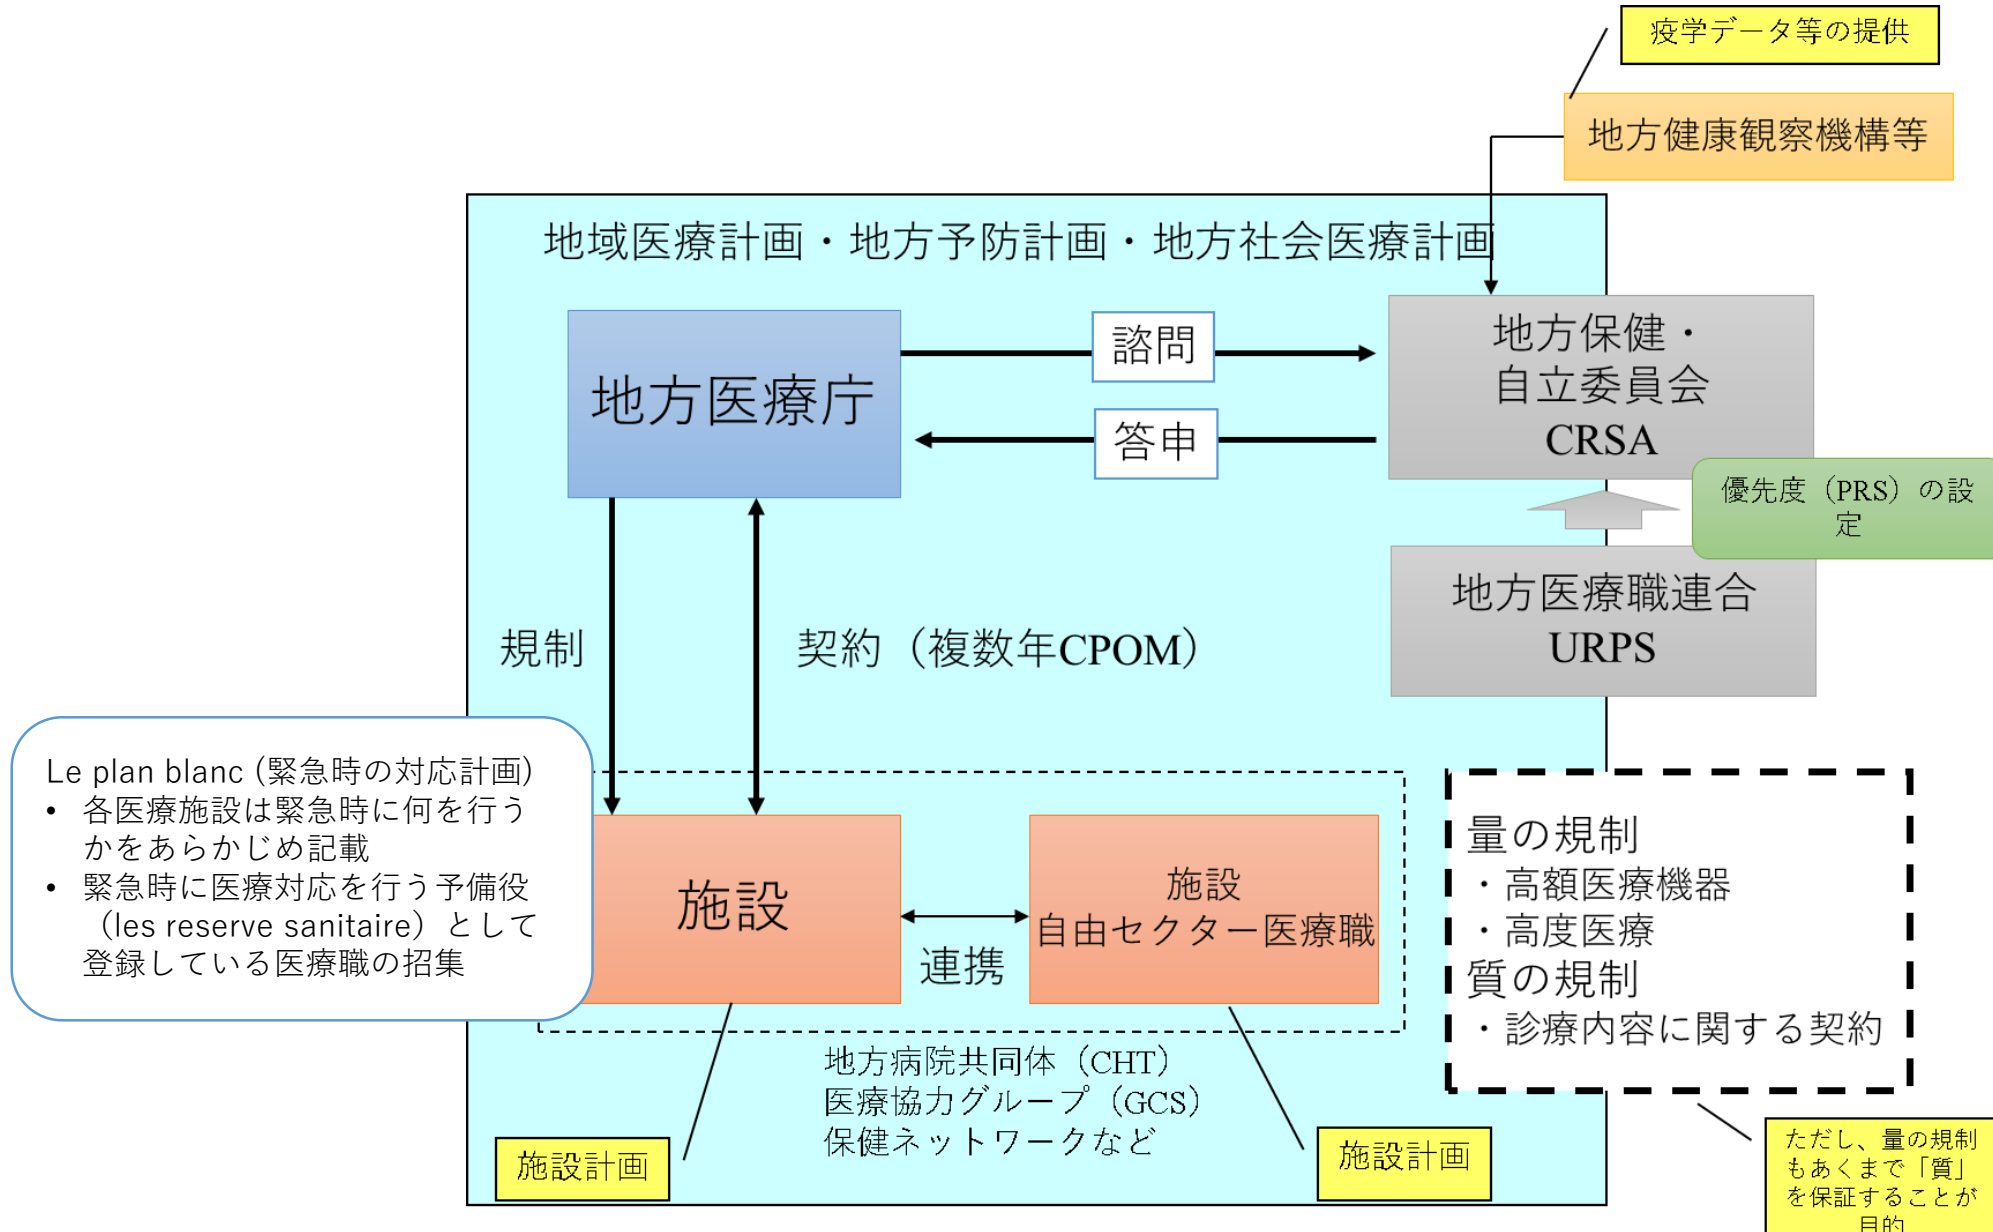 疫学データ等の提供
地方健康観察機構等
地域医療計画・地方予防計画・地方社会医療計画
地方医療庁
諮問
答申
地方保健・
自立委員会
CRSA
優先度（PRS）の設
定
地方医療職連合
URPS
規制
契約（複数年CPOM）
Le plan blanc (緊急時の対応計画)
• 各医療施設は緊急時に何を行う
かをあらかじめ記載
• 緊急時に医療対応を行う予備役
（les reserve sanitaire）として
登録している医療職の招集
施設
連携
施設
自由セクター医療職
量の規制
・高額医療機器
・高度医療
質の規制
・診療内容に関する契約
地方病院共同体（CHT）
医療協力グループ（GCS）
保健ネットワークなど
施設計画
施設計画
ただし、量の規制
もあくまで「質」
を保証することが
目的